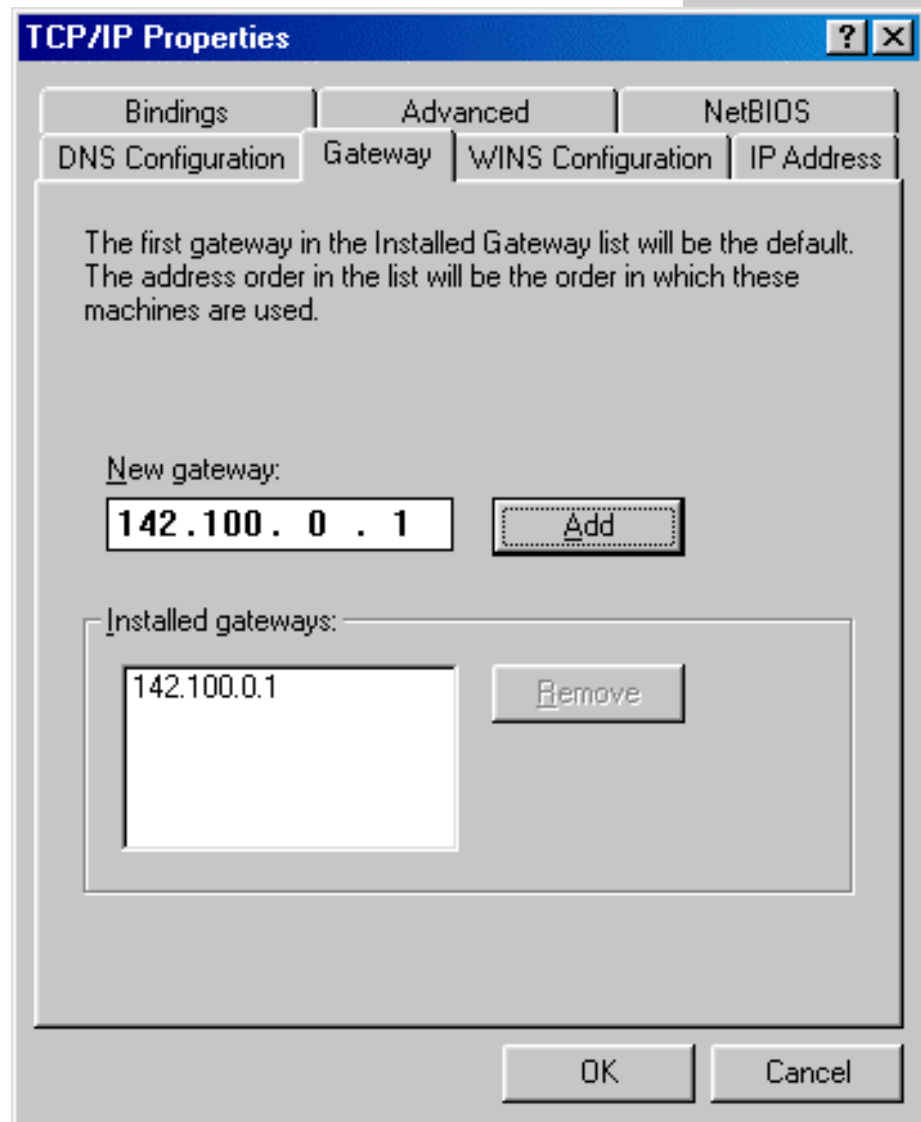 TCP/IP Properties
Bindings Advanced NetBIOS
DNS Configuration Gateway WINS Configuration IP Address
The first gateway in the Installed Gateway list will be the default.
The address order in the list will be the order in which these
machines are used.
New gateway:
142.100. 0 . 1 Add
Installed gateways:
142.100.0.1 Remove
OK Cancel